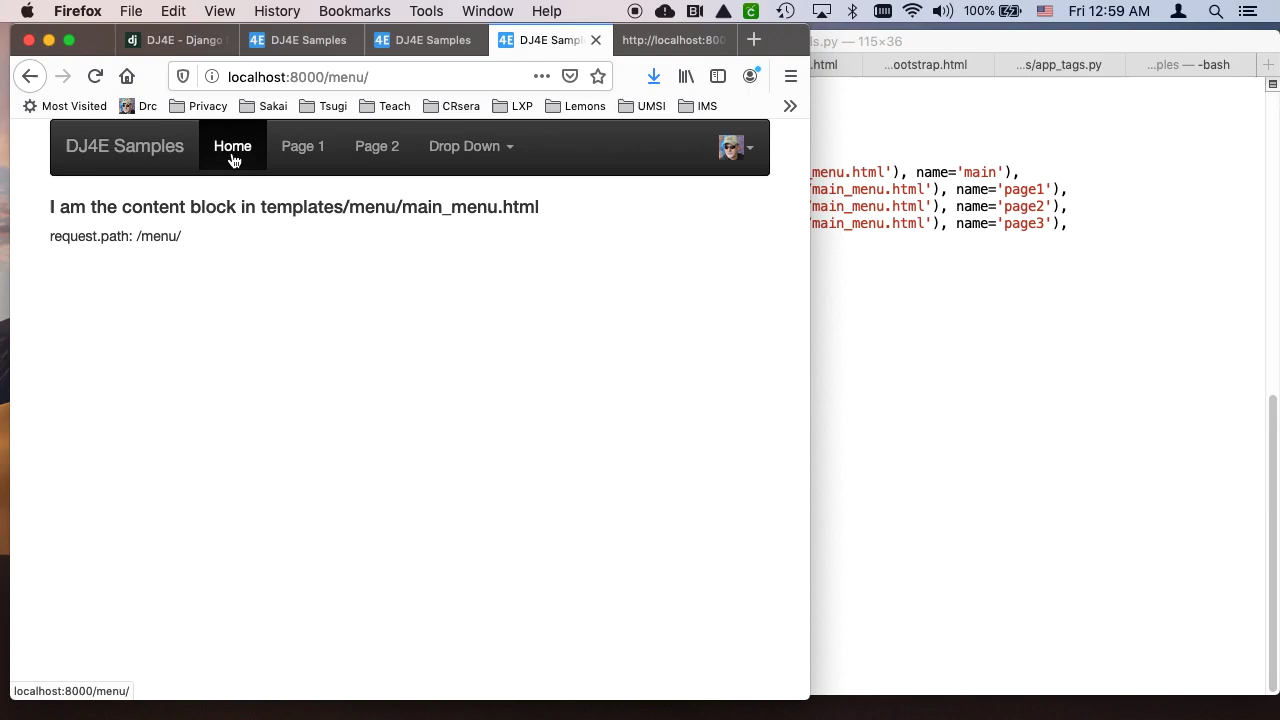 Firefox File Edit View History Bookmarks Tools Window Help 100% Fri 12:59 AM
DJ4E - Django DJ4E Samples DJ4E Samples DJ4E Sampl http://localhost:800
ls.py — 115×36
localhost:8000/menu/
.html ...ootstrap.html ...s/app_tags.py ...ples — -bash
Most Visited Drc Privacy Sakai Tsugi Teach CRsera LXP Lemons UMSI IMS
DJ4E Samples Home Page 1 Page 2 Drop Down
_menu.html'), name='main'),
main_menu.html'), name='page1'),
main_menu.html'), name='page2'),
main_menu.html'), name='page3'),
I am the content block in templates/menu/main_menu.html
request.path: /menu/
localhost:8000/menu/